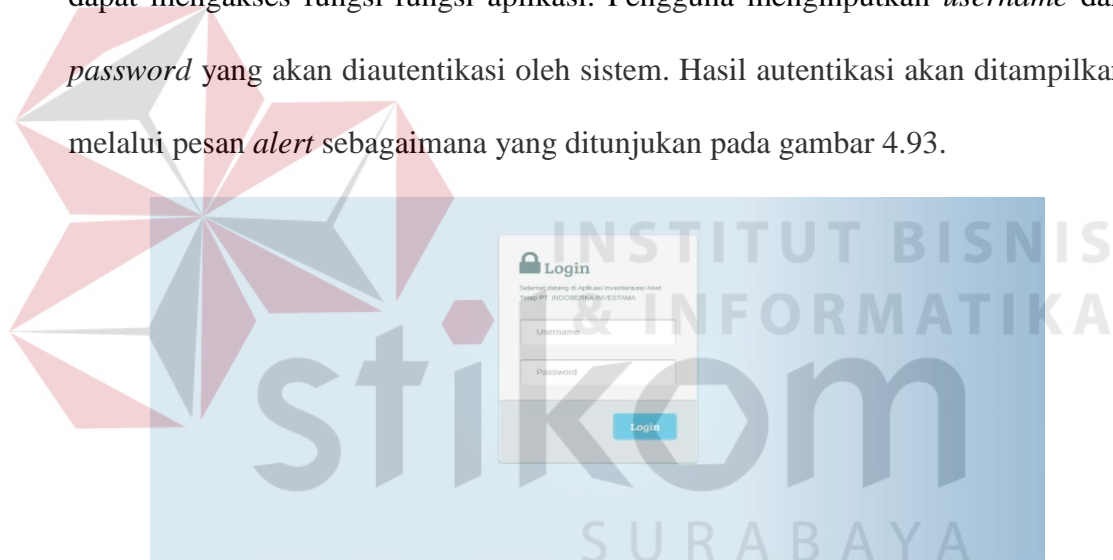 dapat mengakses fungsi-fungsi aplikasi. Pengguna menginputkan username dan
password yang akan diautentikasi oleh sistem. Hasil autentikasi akan ditampilkan
melalui pesan alert sebagaimana yang ditunjukan pada gambar 4.93.
INSTITUT BISNIS
& INFORMATIKA
stikom
SURABAYA
Login
Selamat datang di Aplikasi Inventarisasi Aset
Tetap PT. INDOBERKA INVESTAMA
Username
Password
Login